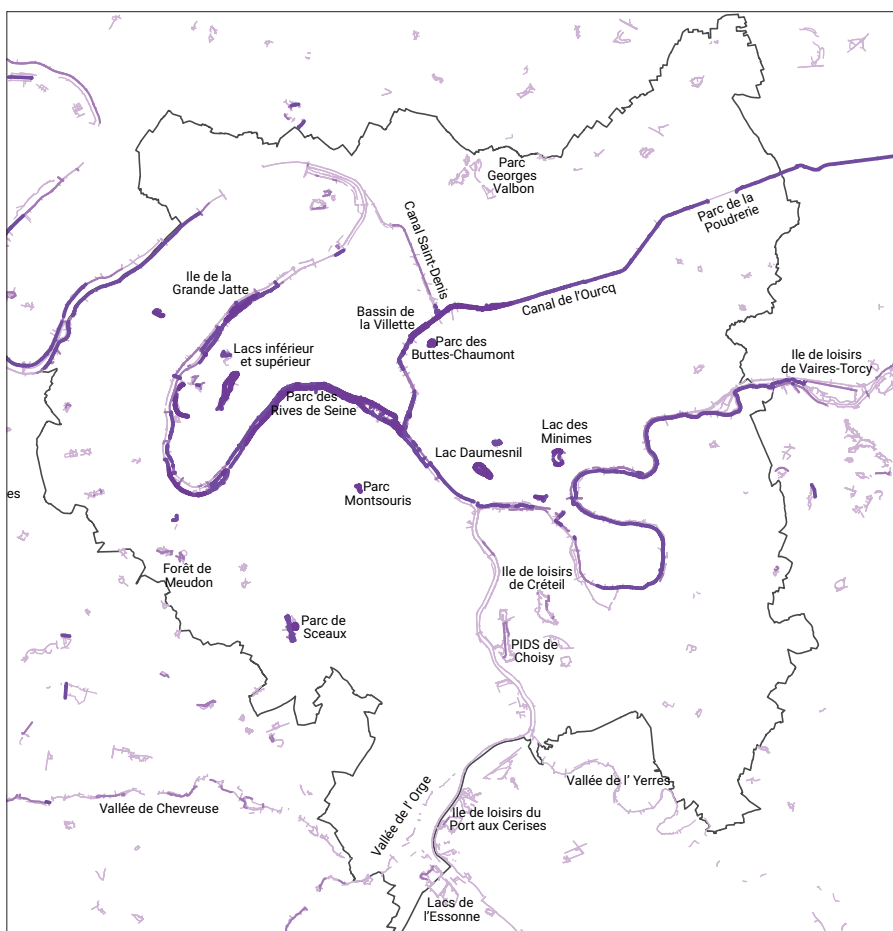 Parc
Georges
Valbon
Parc de la
Poudrerie
Canal Saint-Denis
Ile de la
Grande Jatte
Canal de l'Ourcq
Bassin de
la Villette
Parc des
Buttes-Chaumont
Lacs inférieur
et supérieur
Ile de loisirs
de Vaires-Torcy
Parc des
Rives de Seine
Lac des
Minimes
Lac Daumesnil
Parc
Montsouris
es
Forêt de
Meudon
Ile de loisirs
de Créteil
Parc de
Sceaux
PIDS de
Choisy
Vallée de l' Yerres
Vallée de Chevreuse
Vallée de l' Orge
Ile de loisirs du
Port aux Cerises
Lacs de
l'Essonne